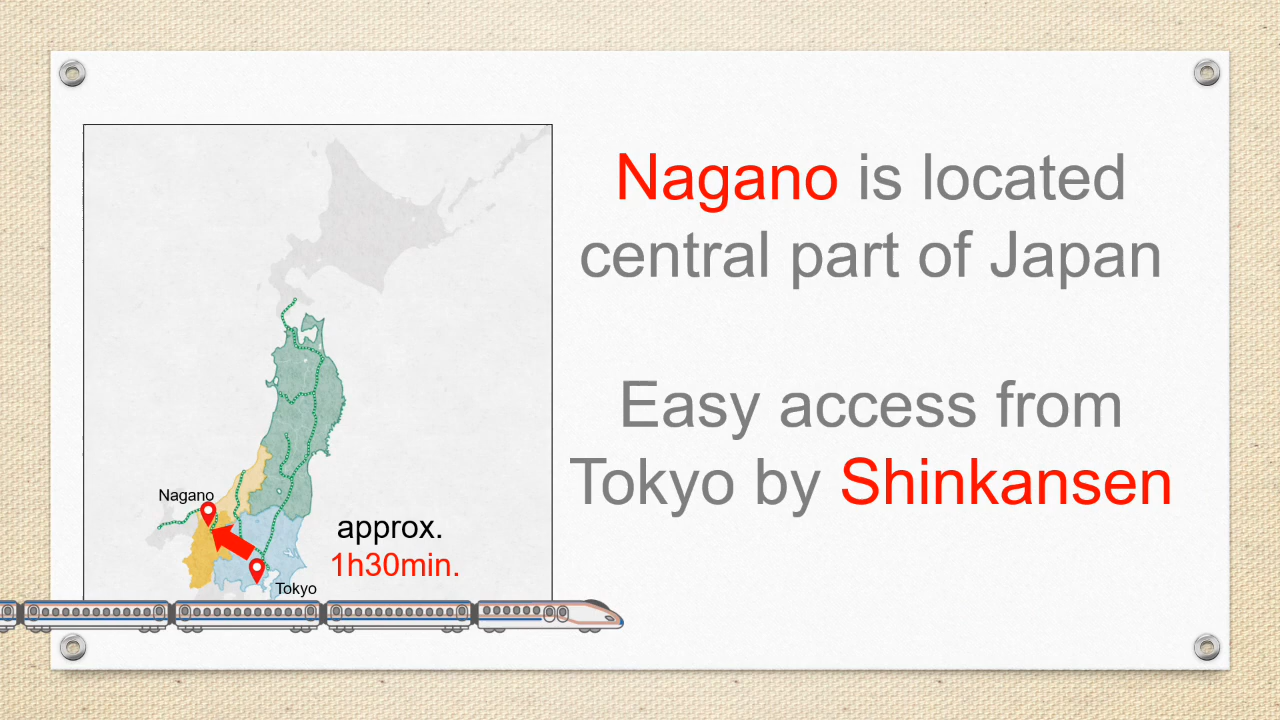 Nagano is located
central part of Japan
Easy access from
Tokyo by Shinkansen
Nagano
approx.
1h30min.
Tokyo